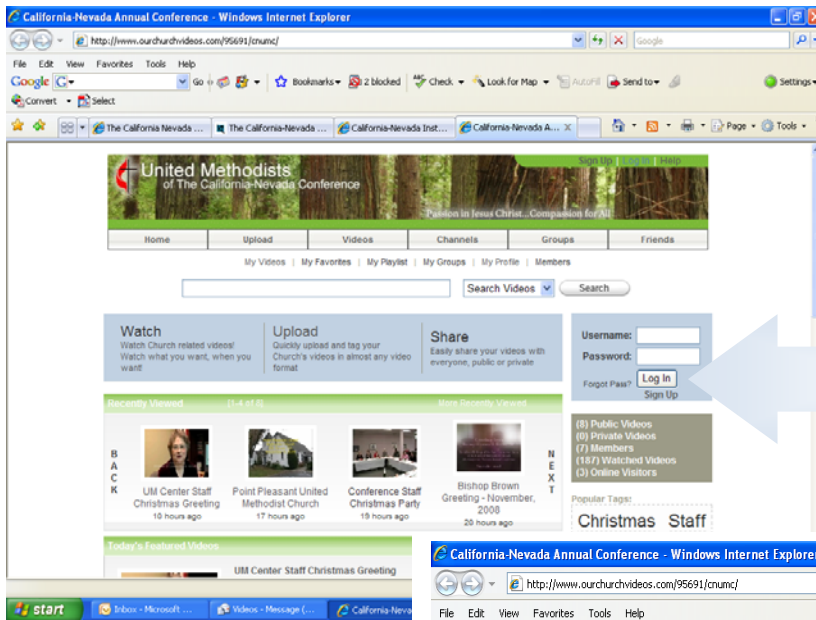 California-Nevada Annual Conference - Windows Internet Explorer
http://www.ourchurchvideos.com/95691/cnumc/
Google
File Edit View Favorites Tools Help
Google G Go Bookmarks 2 blocked Check Look for Map AutoFill Send to Settings
Convert Select
The California Nevada ... The California-Nevada ... California-Nevada Inst... California-Nevada A... X Page Tools
United Methodists
of The California-Nevada Conference
Sign Up | Log In | Help
Passion in Jesus Christ...Compassion for All
Home Upload Videos Channels Groups Friends
My Videos | My Favorites | My Playlist | My Groups | My Profile | Members
Search Videos Search
Watch
Watch Church related videos!
Watch what you want, when you
want!
Upload
Quickly upload and tag your
Church's videos in almost any video
format
Share
Easily share your videos with
everyone, public or private
Username:
Password:
Forgot Pass? Log In
Sign Up
Recently Viewed [1-4 of 8] More Recently Viewed
BACK
UM Center Staff
Christmas Greeting
10 hours ago
Point Pleasant United
Methodist Church
17 hours ago
Conference Staff
Christmas Party
19 hours ago
Bishop Brown
Greeting - November,
2008
20 hours ago
NEXT
(8) Public Videos
(0) Private Videos
(7) Members
(187) Watched Videos
(3) Online Visitors
Popular Tags:
Christmas Staff
Today's Featured Videos
UM Center Staff Christmas Greeting
start Inbox - Microsoft ... Videos - Message (... California-Neva
California-Nevada Annual Conference - Windows Internet Explorer
http://www.ourchurchvideos.com/95691/cnumc/
File Edit View Favorites Tools Help